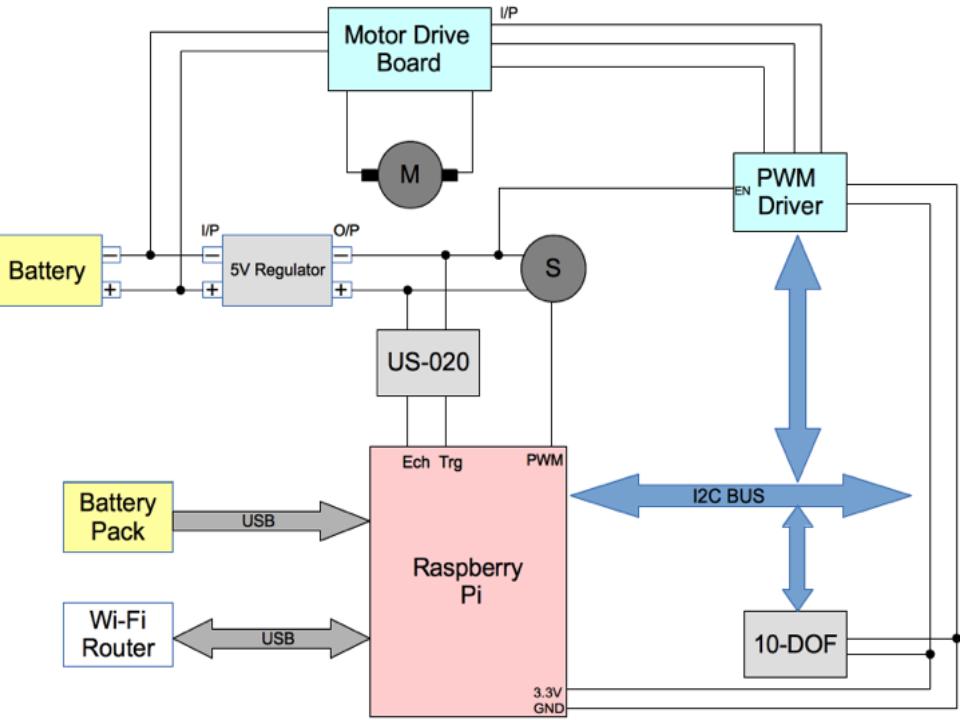 I/P
Motor Drive
Board
M
EN
PWM
Driver
I/P
O/P
Battery
−
−
5V Regulator
−
+
+
+
S
US-020
Ech
Trg
PWM
Battery
Pack
USB
I2C BUS
Raspberry
Pi
Wi-Fi
Router
USB
10-DOF
3.3V
GND